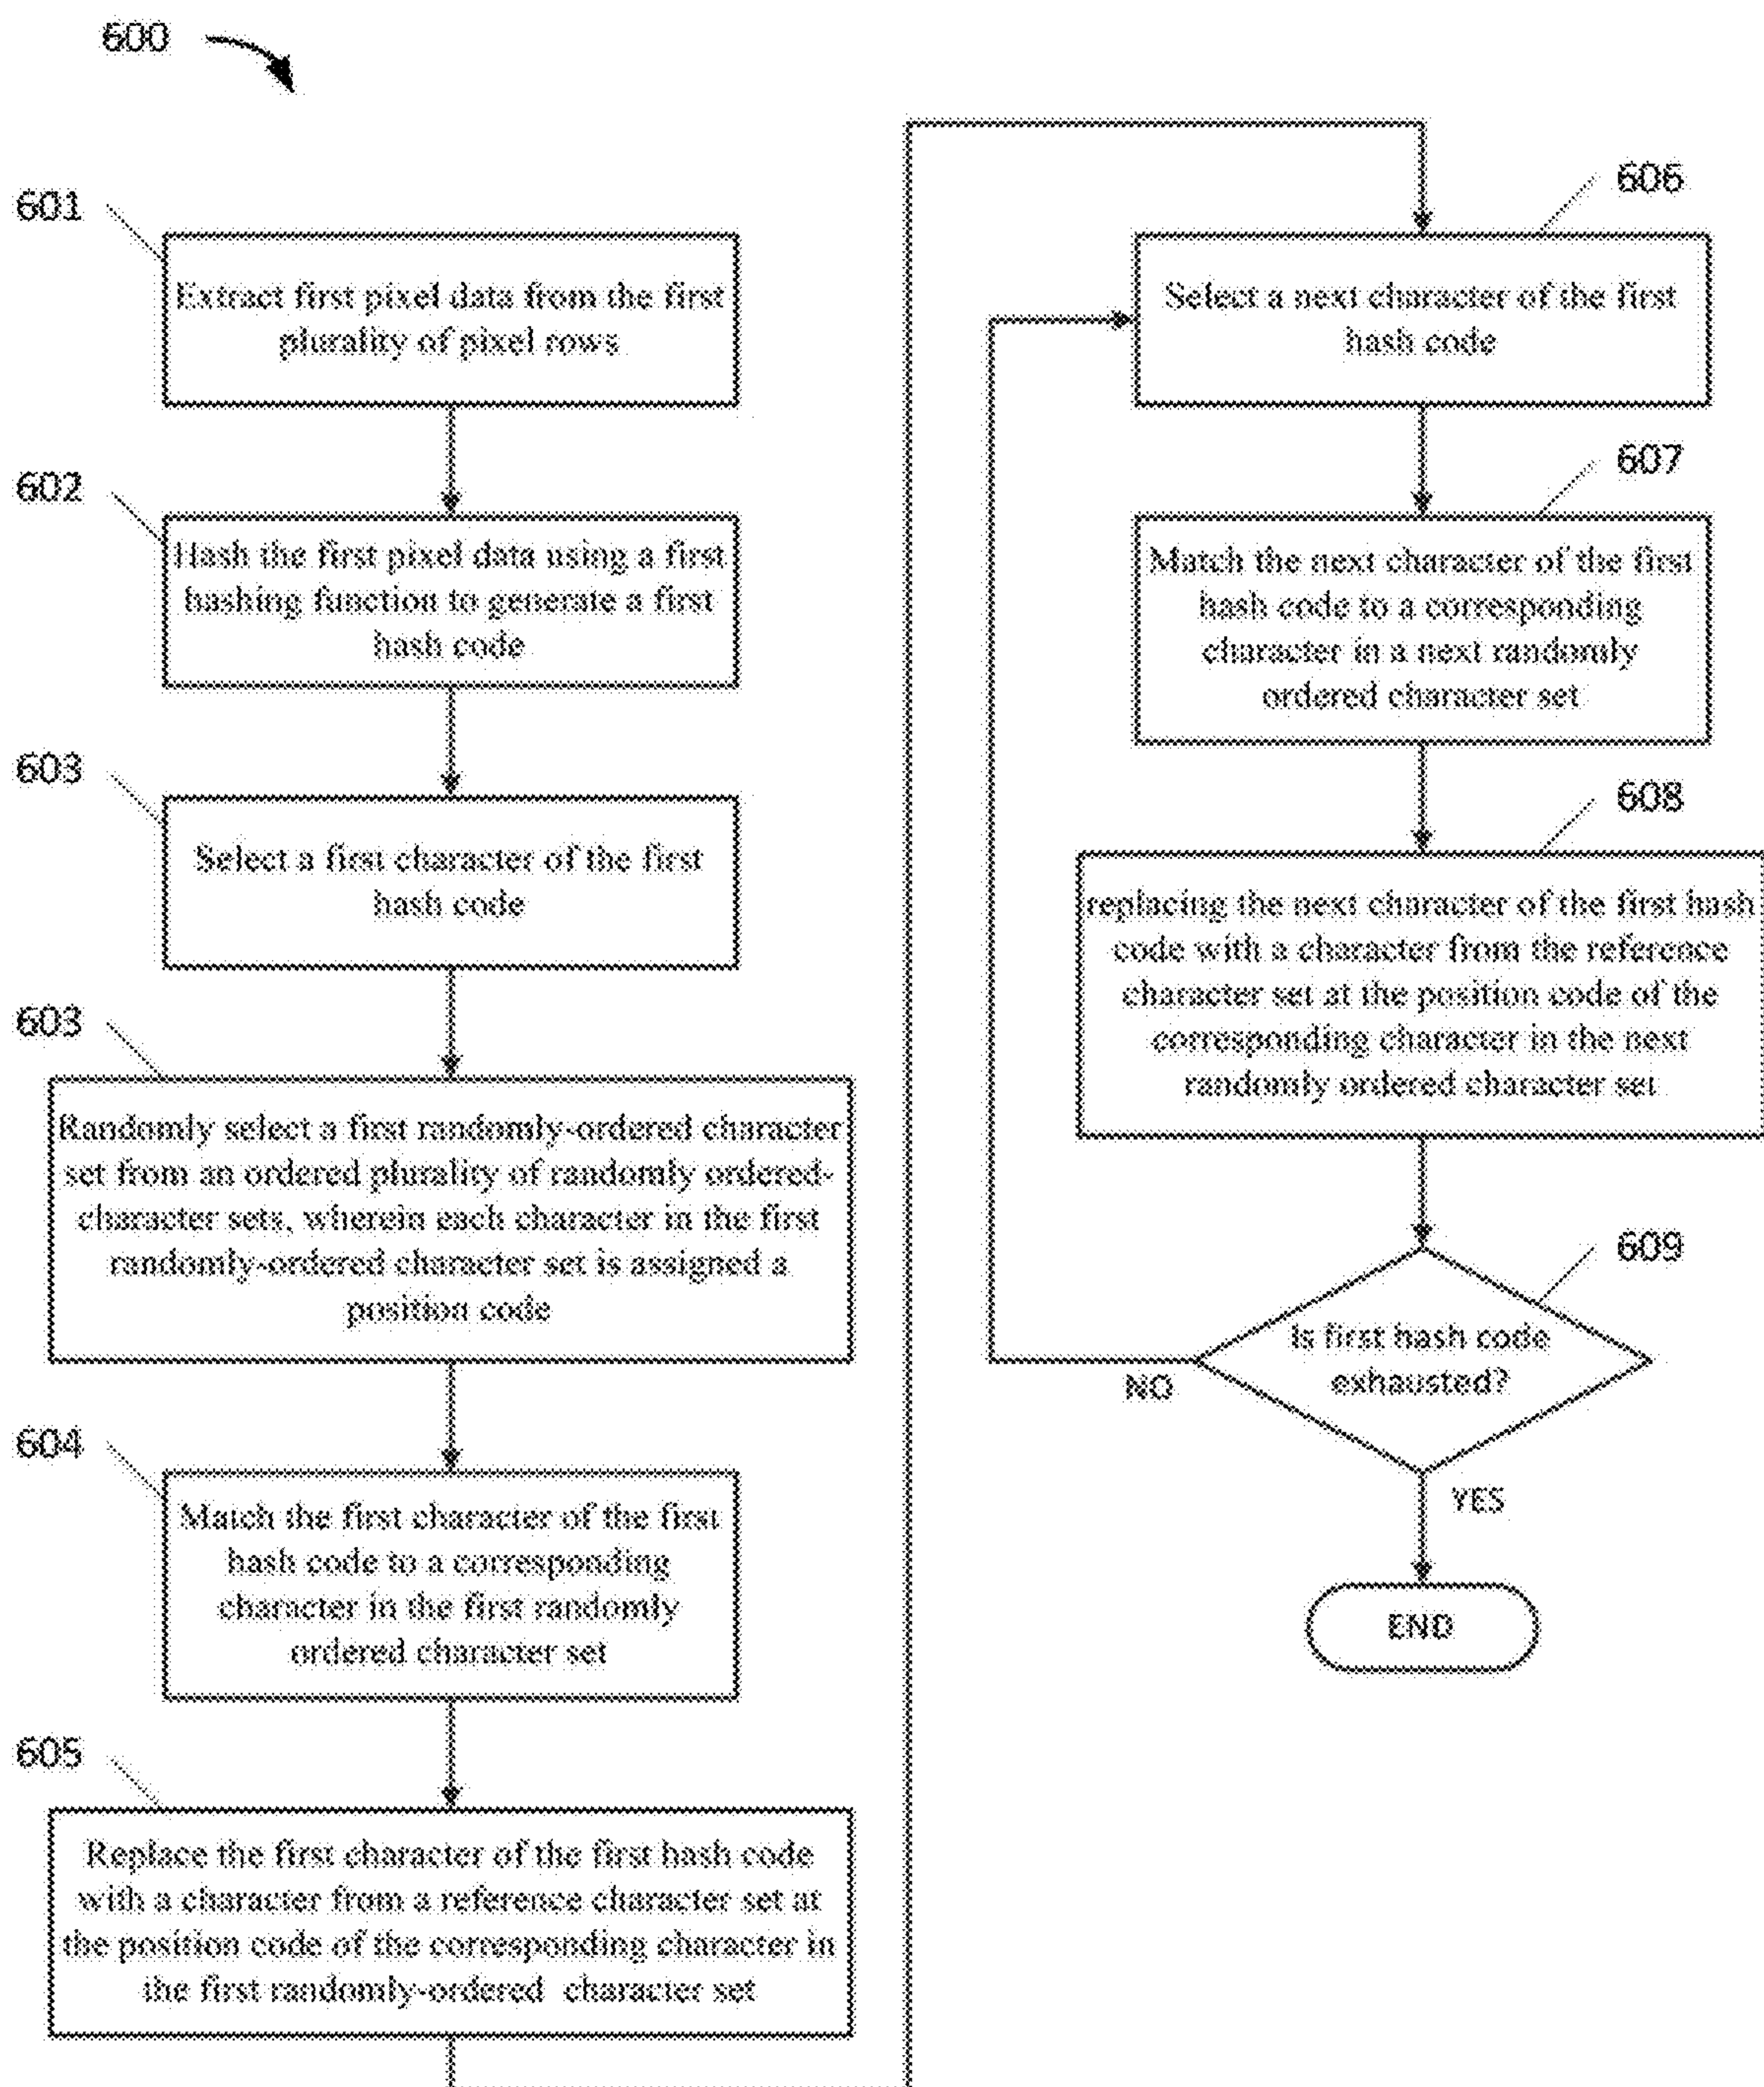 600
601
Extract first pixel data from the first
plurality of pixel rows
602
Hash the first pixel data using a first
hashing function to generate a first
hash code
603
Select a first character of the first
hash code
603
Randomly select a first randomly-ordered character
set from an ordered plurality of randomly ordered-
character sets, wherein each character in the first
randomly-ordered character set is assigned a
position code
604
Match the first character of the first
hash code to a corresponding
character in the first randomly
ordered character set
605
Replace the first character of the first hash code
with a character from a reference character set at
the position code of the corresponding character in
the first randomly-ordered character set
606
Select a next character of the first
hash code
607
Match the next character of the first
hash code to a corresponding
character in a next randomly
ordered character set
608
replacing the next character of the first hash
code with a character from the reference
character set at the position code of the
corresponding character in the next
randomly ordered character set
609
Is first hash code
exhausted?
NO
YES
END